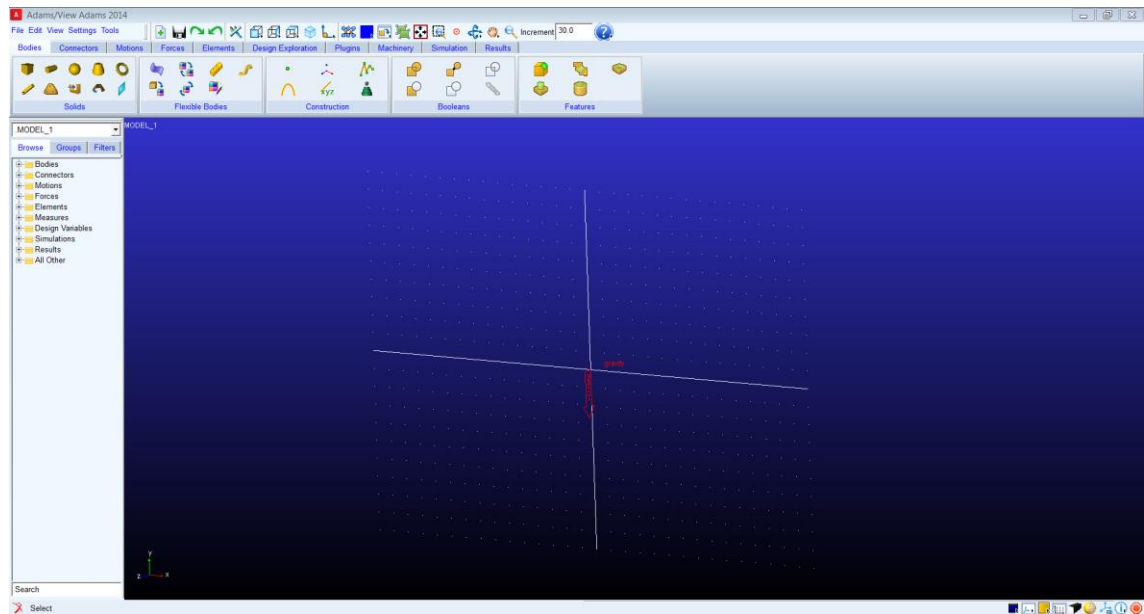 Adams/View Adams 2014
File Edit View Settings Tools
Increment 30.0
Bodies Connectors Motions Forces Elements Design Exploration Plugins Machinery Simulation Results
xyz
Solids Flexible Bodies Construction Booleans Features
.MODEL_1
MODEL_1
Browse Groups Filters
Bodies
Connectors
Motions
Forces
Elements
Measures
Design Variables
Simulations
Results
All Other
gravity
y
z x
Search
Select